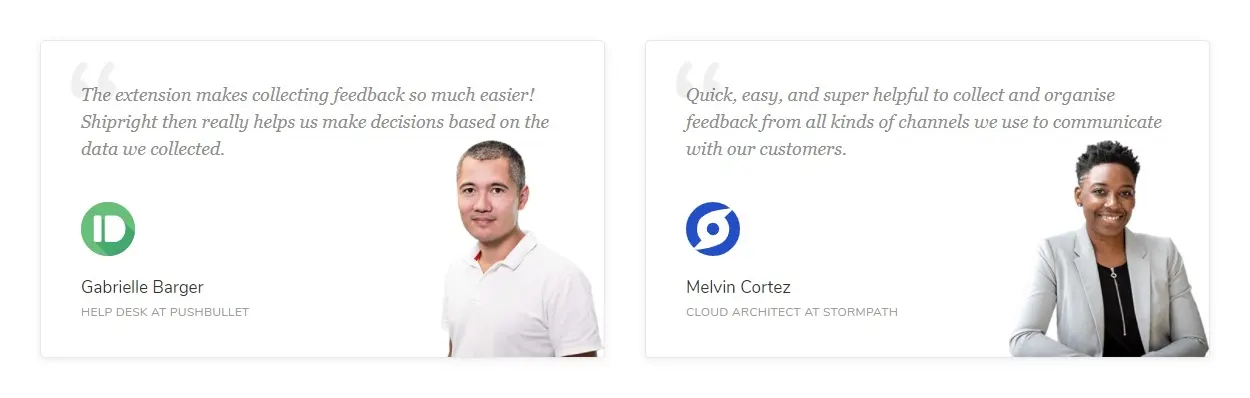 The extension makes collecting feedback so much easier!
Shipright then really helps us make decisions based on the
data we collected.
Gabrielle Barger
HELP DESK AT PUSHBULLET
Quick, easy, and super helpful to collect and organise
feedback from all kinds of channels we use to communicate
with our customers.
Melvin Cortez
CLOUD ARCHITECT AT STORMPATH